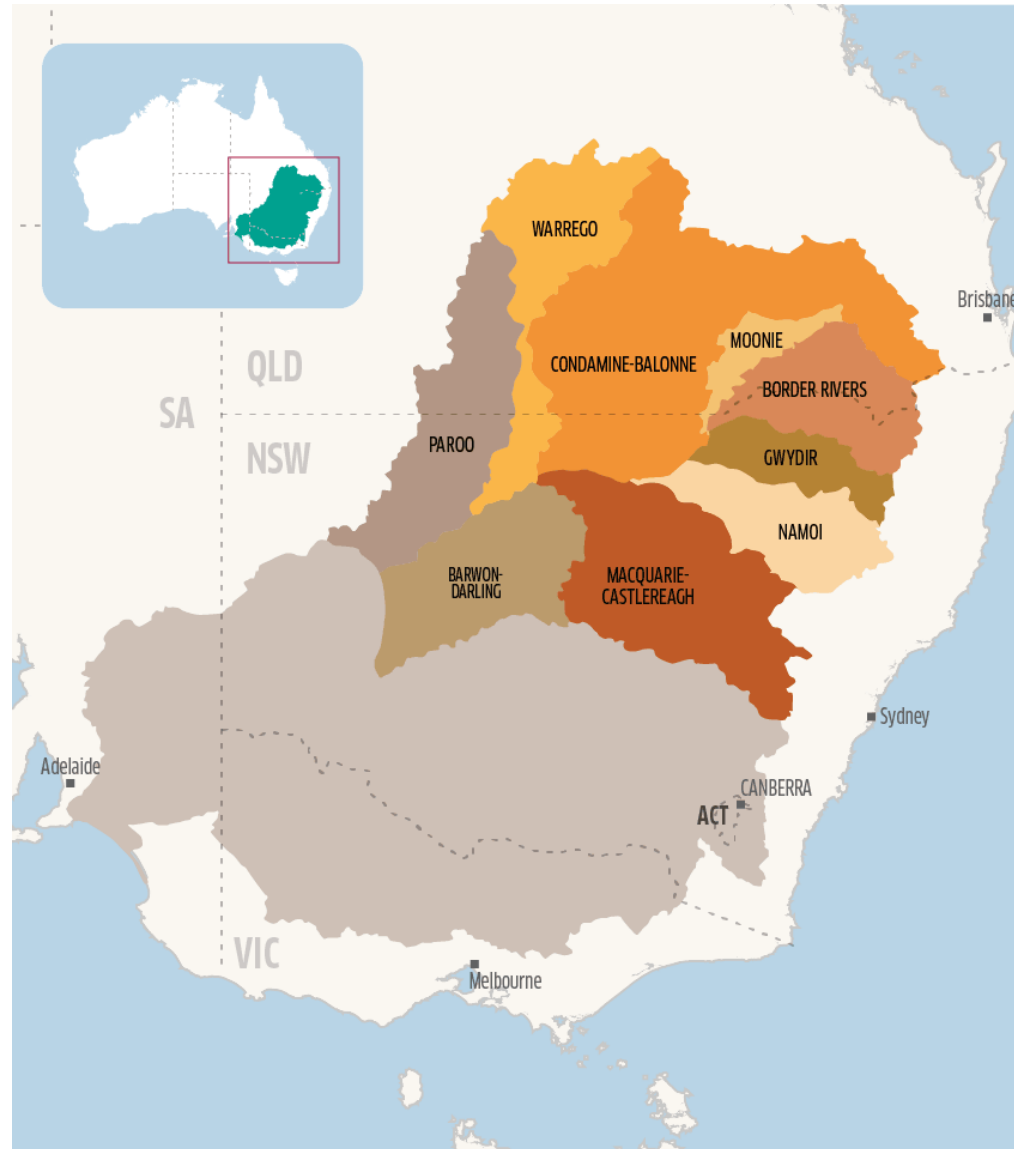 WARREGO
Brisbane
MOONIE
CONDAMINE-BALONNE
QLD
BORDER RIVERS
SA
PAROO
NSW
GWYDIR
NAMOI
BARWON-
DARLING
MACQUARIE-
CASTLEREAGH
Sydney
Adelaide
CANBERRA
ACT
VIC
Melbourne